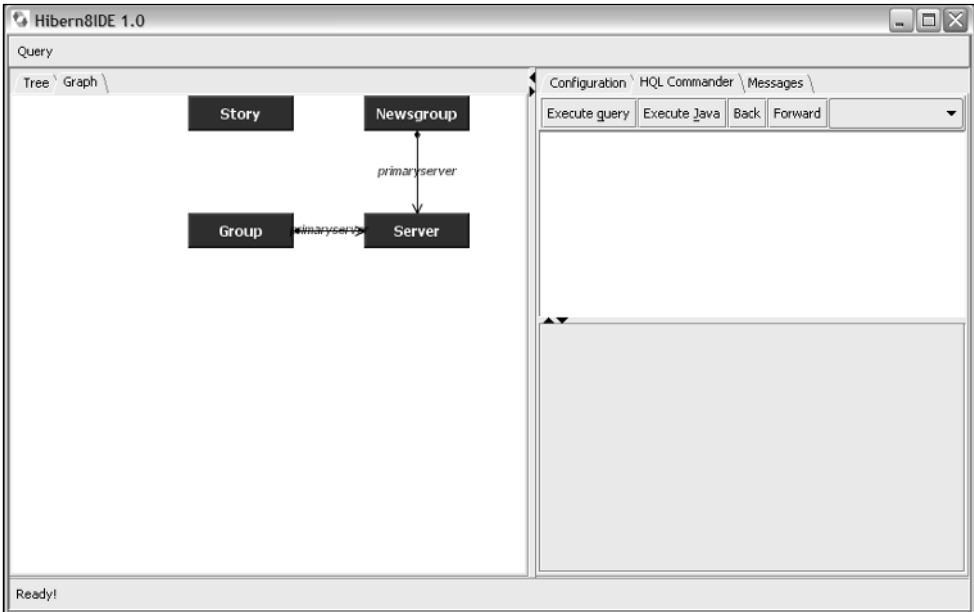 Hibern8IDE 1.0
Query
Tree Graph
Configuration HQL Commander Messages
Execute query Execute Java Back Forward
Story Newsgroup
primaryserver
Group primaryserver Server
Ready!